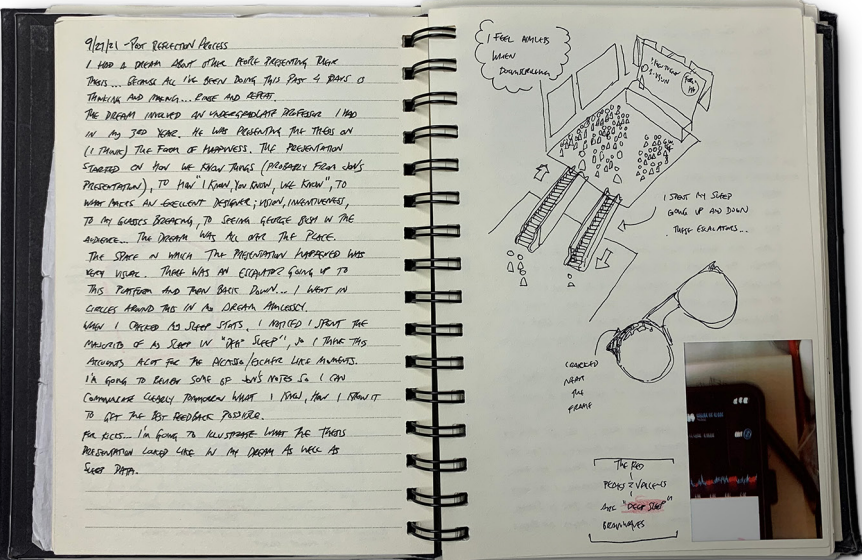 9/27/21 - POST REFLECTION PROCESS
I HAD A DREAM ABOUT OTHER PEOPLE PRESENTING THEIR
THESIS... BECAUSE ALL I'VE BEEN DOING THIS PAST 4 DAYS IS
THINKING AND MAKING... RINSE AND REPEAT.
THE DREAM INVOLVED AN UNDERGRADUATE PROFESSOR I HAD
IN MY 3RD YEAR. HE WAS PRESENTING THE THESIS ON
(I THINK) THE FORM OF HAPPINESS. THE PRESENTATION
STARTED ON HOW WE KNOW THINGS (PROBABLY FROM JON'S
PRESENTATION), TO HOW "I KNOW, YOU KNOW, WE KNOW", TO
WHAT MAKES AN EXCELLENT DESIGNER; VISION, INVENTIVENESS,
TO MY GLASSES BREAKING, TO SEEING GEORGE BUSH IN THE
AUDIENCE... THE DREAM WAS ALL OVER THE PLACE.
THE SPACE IN WHICH THE PRESENTATION HAPPENED WAS
VERY VISUAL. THERE WAS AN ESCALATOR GOING UP TO
THIS PLATFORM AND THEN BACK DOWN... I WENT IN
CIRCLES AROUND THIS IN MY DREAM AIMLESSLY.
WHEN I CHECKED MY SLEEP STATS, I NOTICED I SPENT THE
MAJORITY OF MY SLEEP IN "DEEP SLEEP", SO I THINK THIS
ACCOUNTS A LOT FOR THE PICASSO/ESCHER LIKE MOMENTS.
I'M GOING TO REVIEW SOME OF JON'S NOTES SO I CAN
COMMUNICATE CLEARLY TOMORROW WHAT I KNEW, HOW I KNEW IT
TO GET THE BEST FEEDBACK POSSIBLE.
FOR KICKS... I'M GOING TO ILLUSTRATE WHAT THE THESIS
PRESENTATION LOOKED LIKE IN MY DREAM AS WELL AS
SLEEP DATA.
I FEEL AIMLESS
WHEN
DOOMSCROLLING
I SPENT MY SLEEP
GOING UP AND DOWN
THESE ESCALATORS...
CRACKED
NEAR
THE
FRAME
THE RED
PEAKS & VALLEYS
ARE "DEEP SLEEP"
BRAINWAVES